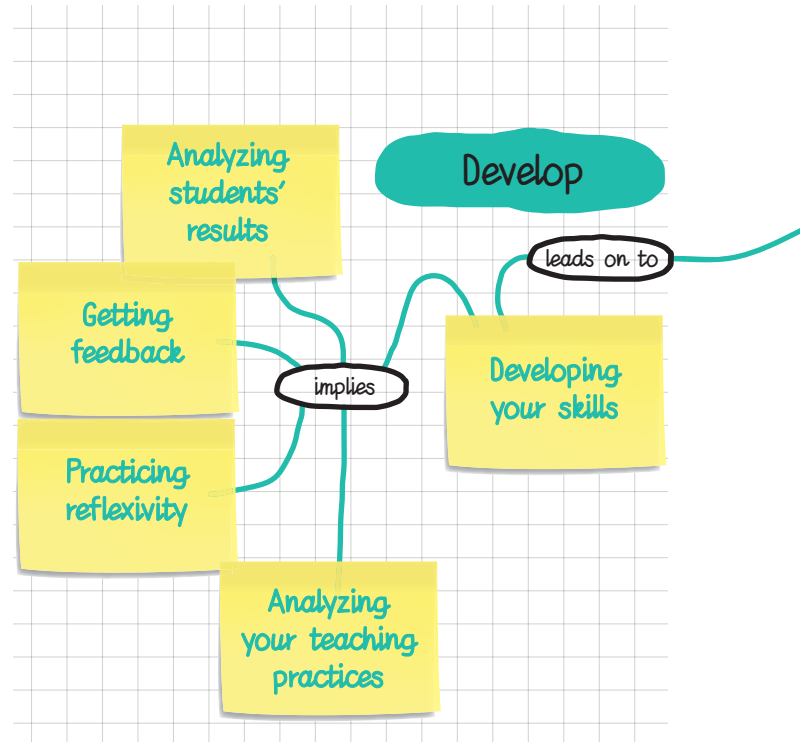 Develop
Analyzing
students’
results
leads on to
Getting
feedback
implies
Developing
your skills
Practicing
reflexivity
Analyzing
your teaching
practices